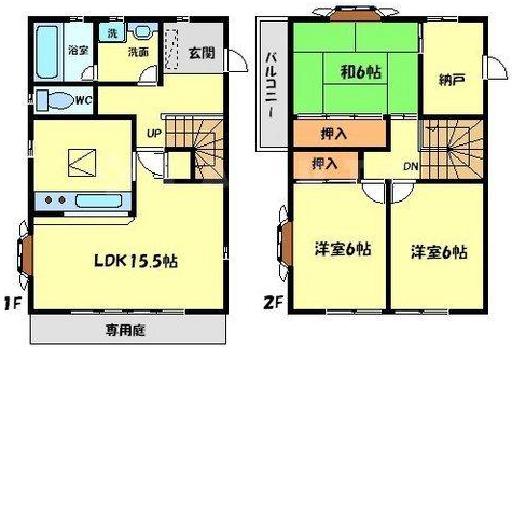 浴室
洗
洗面
玄関
WC
UP
LDK15.5帖
1F
専用庭
バルコニー
和6帖
納戸
押入
押入
DN
洋室6帖
洋室6帖
2F